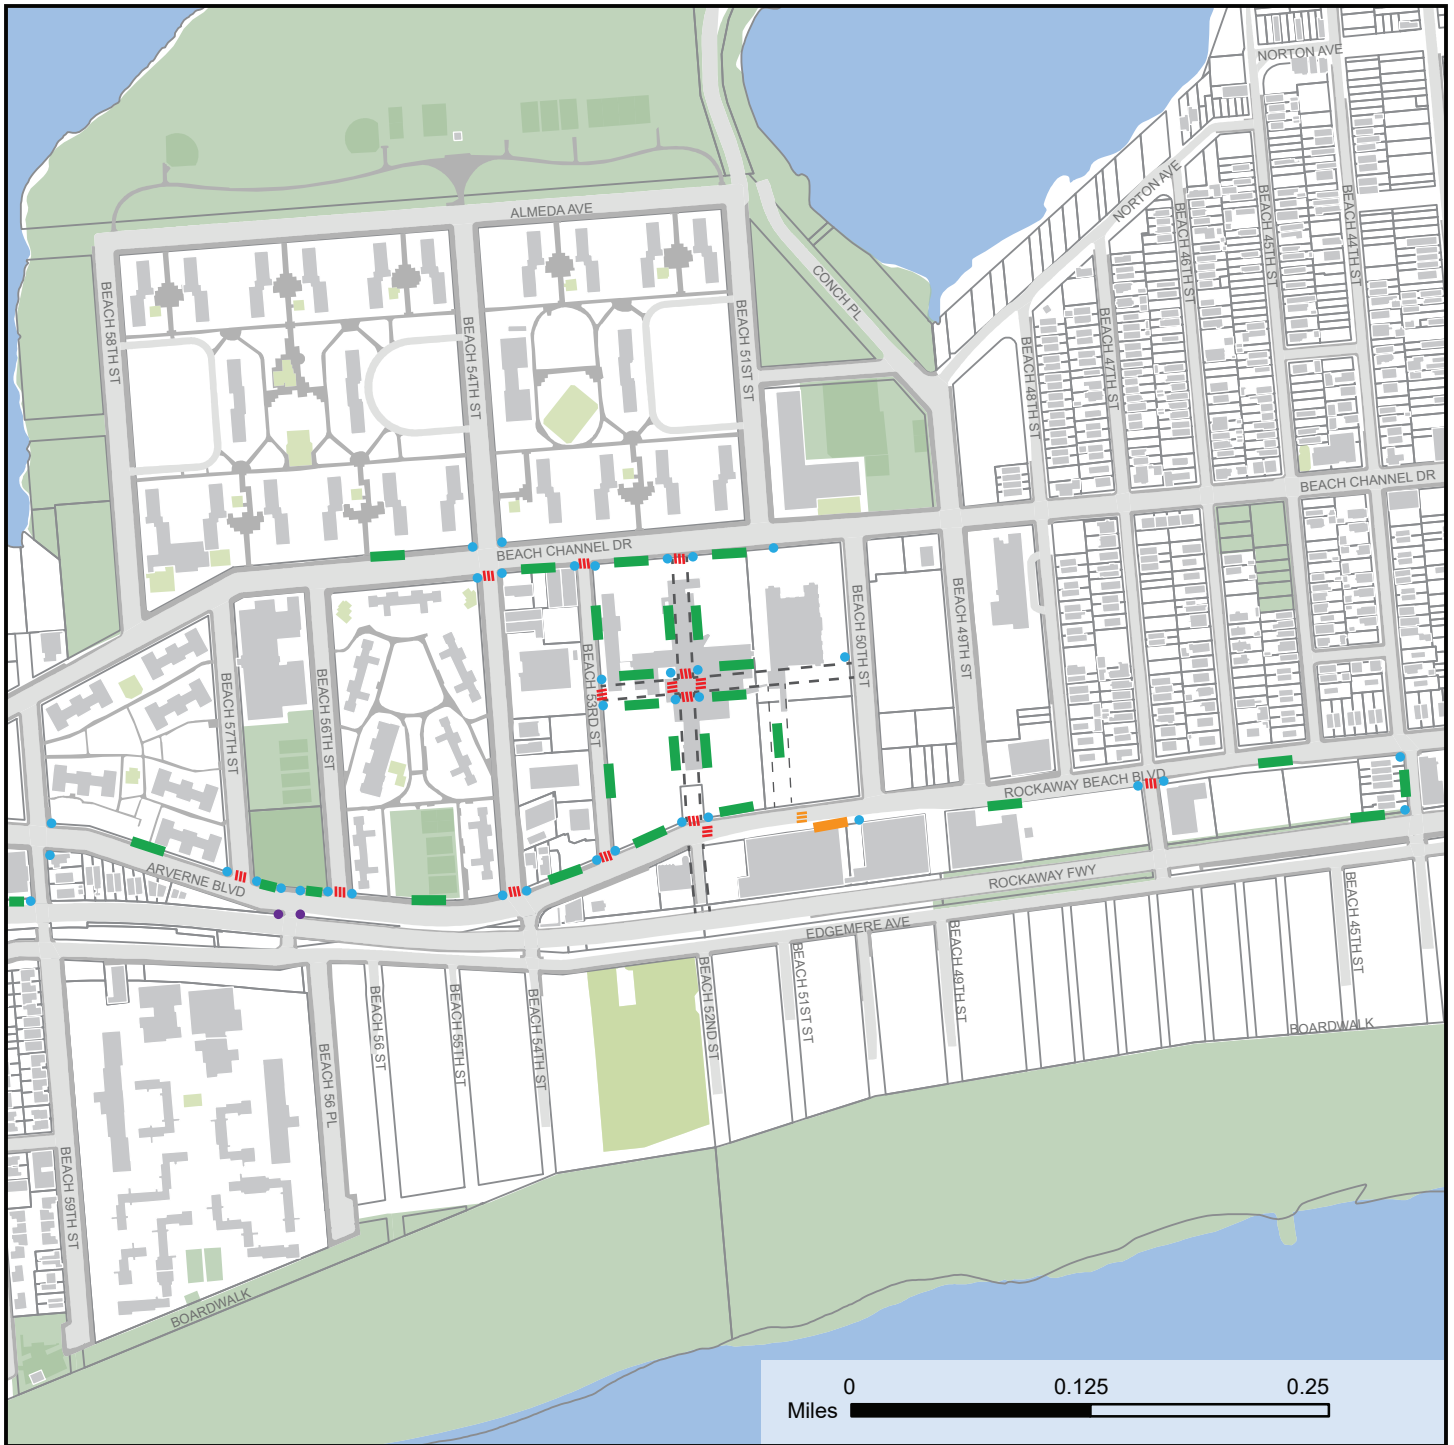 NORTON AVE
NORTON AVE
ALMEDA AVE
BEACH 46TH ST
BEACH 45TH ST
BEACH 44TH ST
CONCH PL
BEACH 58TH ST
BEACH 54TH ST
BEACH 51ST ST
BEACH 48TH ST
BEACH 47TH ST
BEACH CHANNEL DR
BEACH CHANNEL DR
BEACH 57TH ST
BEACH 56TH ST
BEACH 53RD ST
BEACH 50TH ST
BEACH 49TH ST
ROCKAWAY BEACH BLVD
ARVERNE BLVD
ROCKAWAY FWY
EDGEMERE AVE
BEACH 45TH ST
BEACH 56 ST
BEACH 55TH ST
BEACH 54TH ST
BEACH 52ND ST
BEACH 51ST ST
BEACH 49TH ST
BOARDWALK
BEACH 56 PL
BEACH 59TH ST
BOARDWALK
0 0.125 0.25
Miles